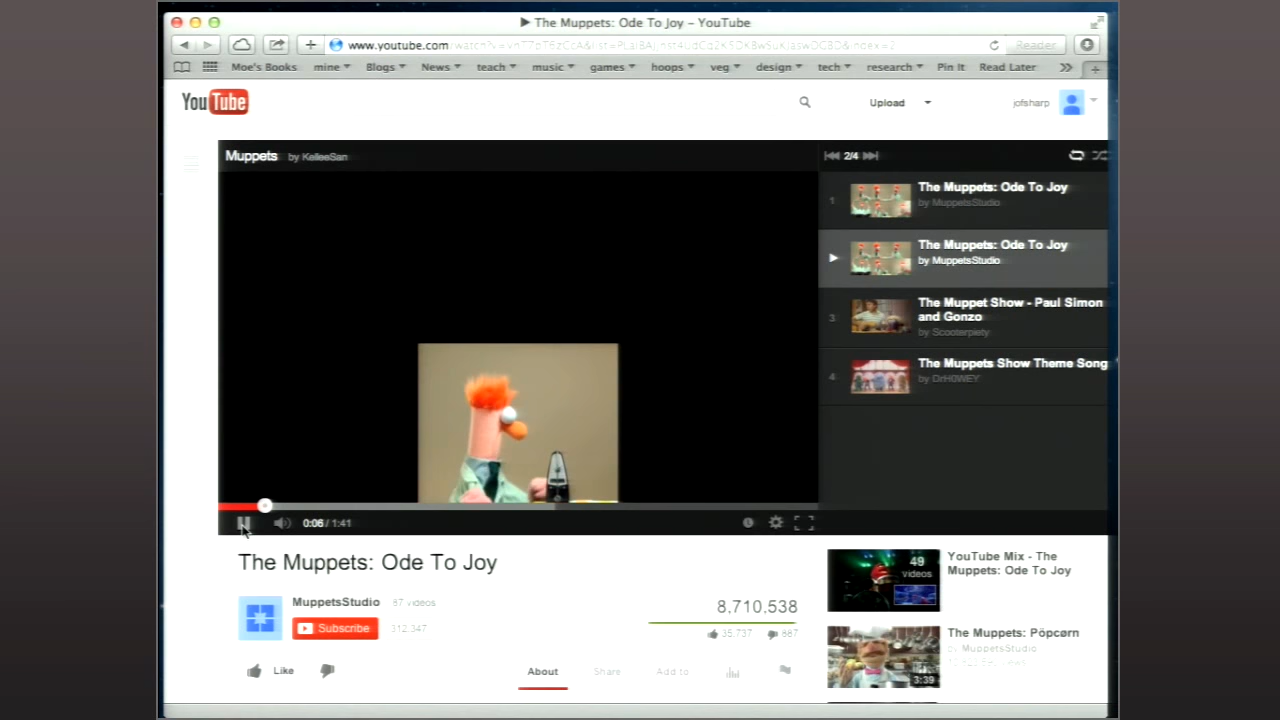 The Muppets: Ode To Joy – YouTube
www.youtube.com
Reader
Moe's Books mine Blogs News teach music games hoops veg design tech research Pin It Read Later
YouTube
Upload
jofsharp
Muppets by KelleeSan
2/4
1
The Muppets: Ode To Joy
by MuppetsStudio
The Muppets: Ode To Joy
by MuppetsStudio
3
The Muppet Show - Paul Simon
and Gonzo
by Scooterpiety
4
The Muppets Show Theme Song
by DrH0WEY
0:06 / 1:41
The Muppets: Ode To Joy
MuppetsStudio 87 videos
Subscribe 312,347
8,710,538
35,737 887
Like
About Share Add to
49
videos
YouTube Mix - The
Muppets: Ode To Joy
The Muppets: Pöpcørn
by MuppetsStudio
3:39